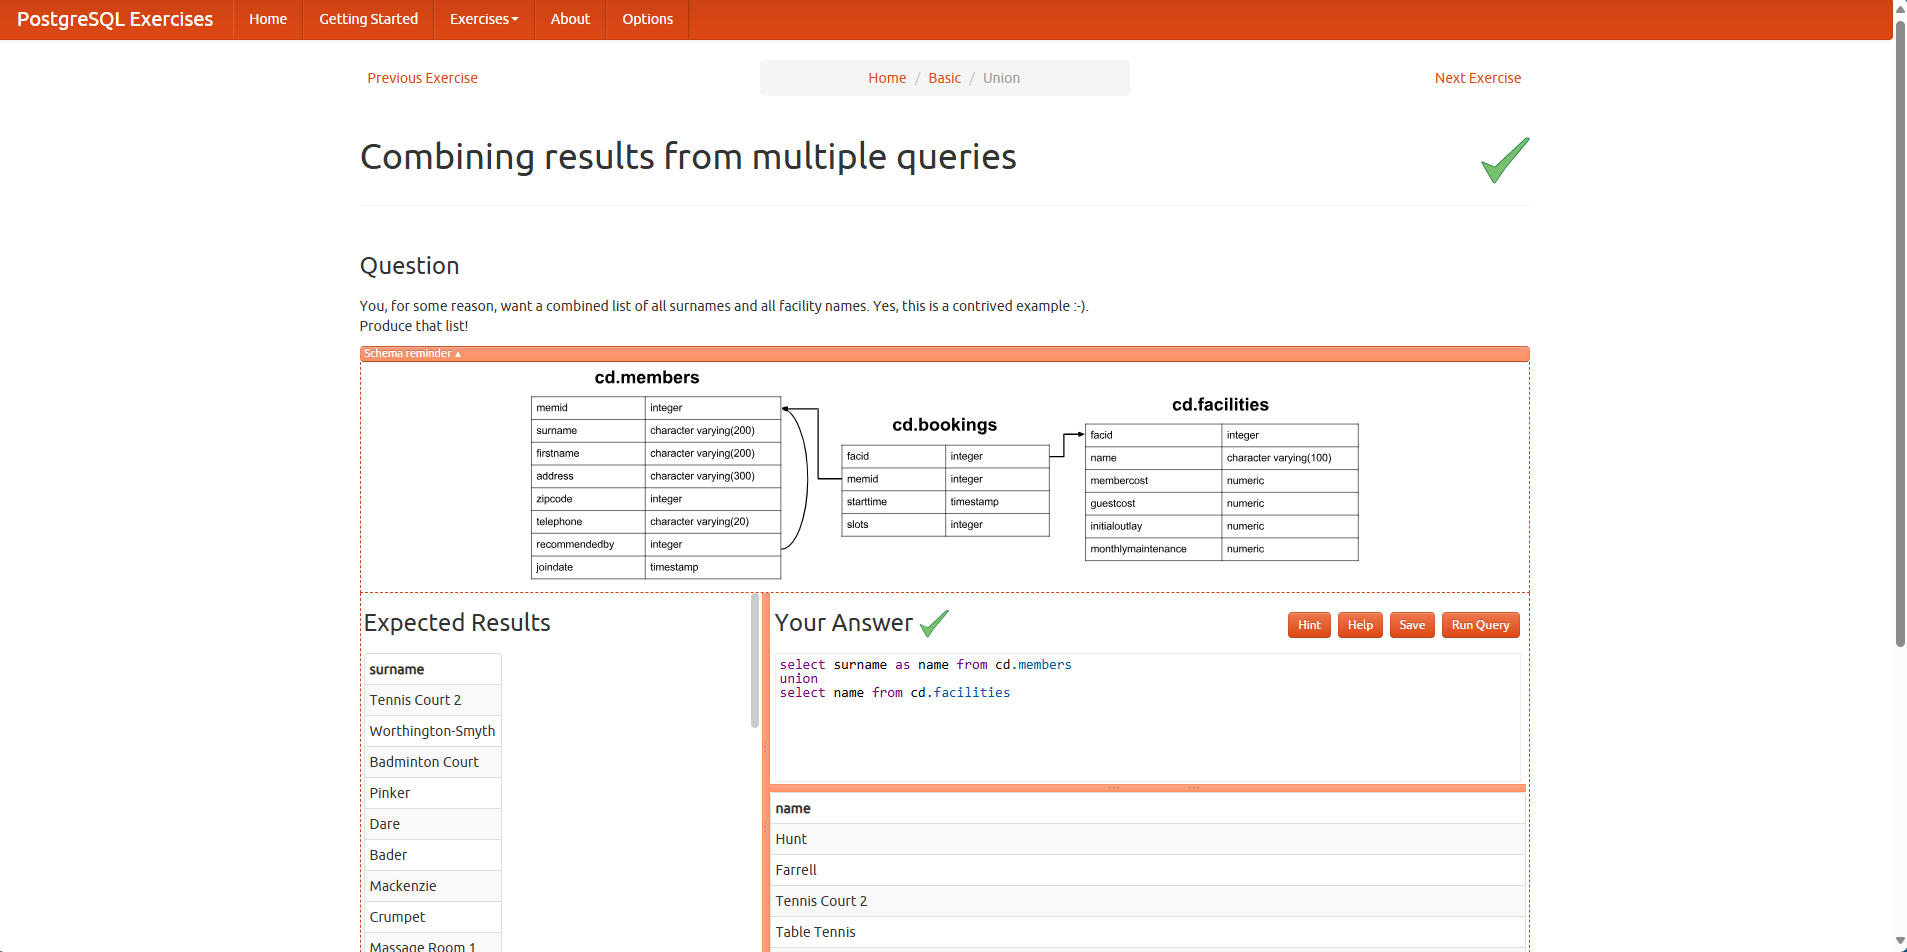 PostgreSQL Exercises Home Getting Started Exercises About Options
Previous Exercise
Home / Basic / Union
Next Exercise
Combining results from multiple queries
Question
You, for some reason, want a combined list of all surnames and all facility names. Yes, this is a contrived example :-).
Produce that list!
Schema reminder ▴
cd.members
memid integer
surname character varying(200)
firstname character varying(200)
address character varying(300)
zipcode integer
telephone character varying(20)
recommendedby integer
joindate timestamp
cd.bookings
facid integer
memid integer
starttime timestamp
slots integer
cd.facilities
facid integer
name character varying(100)
membercost numeric
guestcost numeric
initialoutlay numeric
monthlymaintenance numeric
Expected Results
surname
Tennis Court 2
Worthington-Smyth
Badminton Court
Pinker
Dare
Bader
Mackenzie
Crumpet
Massage Room 1
Your Answer
Hint Help Save Run Query
select surname as name from cd.members
union
select name from cd.facilities
name
Hunt
Farrell
Tennis Court 2
Table Tennis